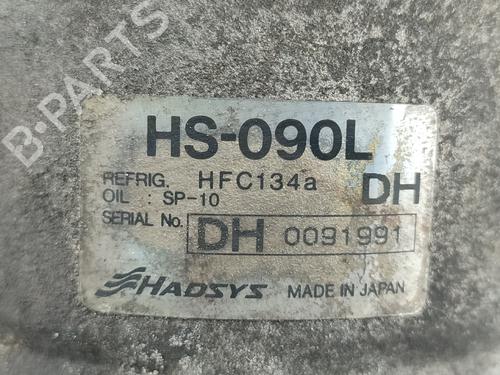 B-PARTS
HS-090L
REFRIG. HFC134a DH
OIL : SP-10
SERIAL No. DH 0091991
HADSYS MADE IN JAPAN